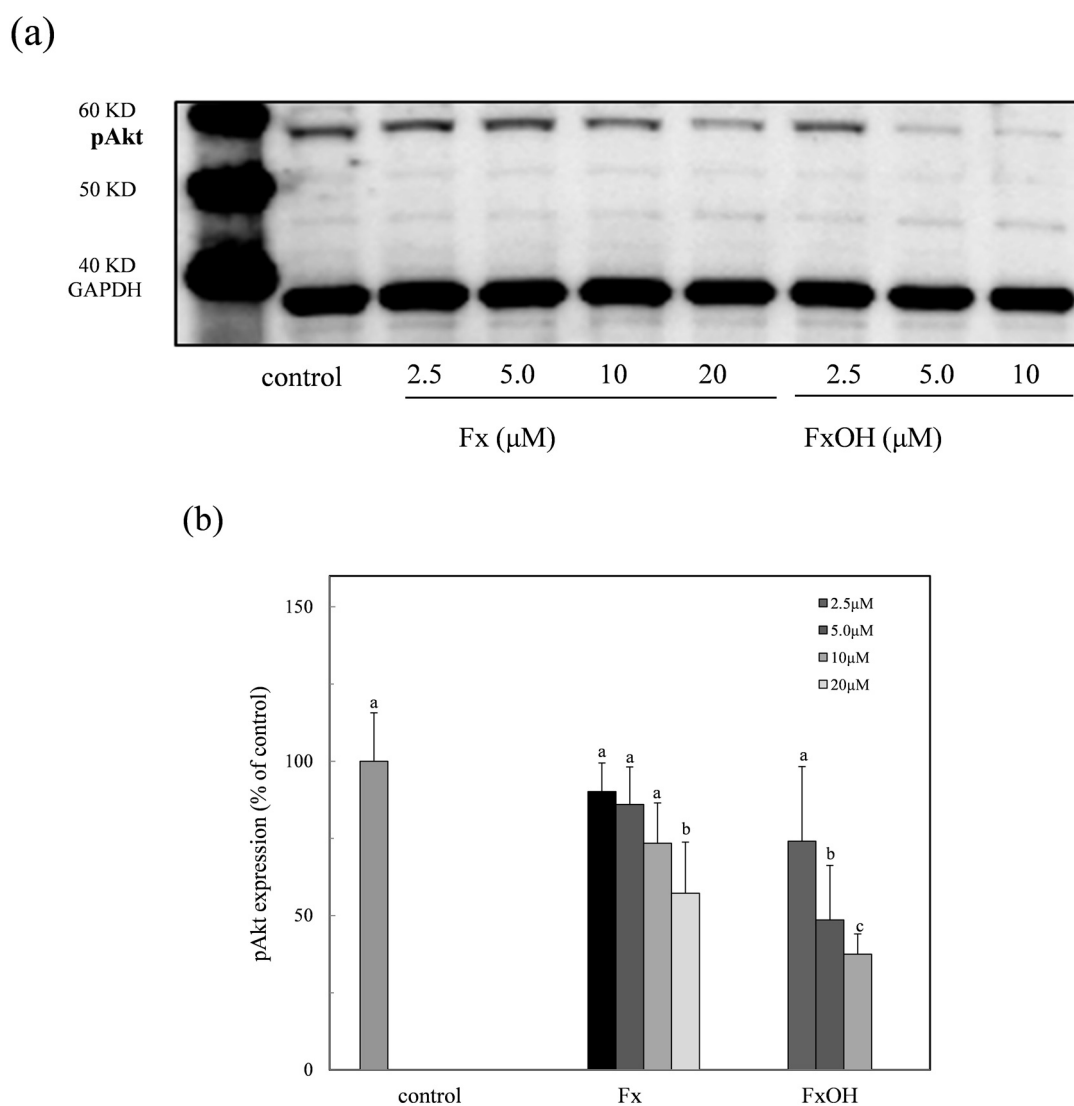 (a)
60 KD
pAkt
50 KD
40 KD
GAPDH
control 2.5 5.0 10 20 2.5 5.0 10
Fx (μM) FxOH (μM)
(b)
pAkt expression (% of control)
150
100
50
0
2.5μM
5.0μM
10μM
20μM
a
a a a b
a b c
control Fx FxOH